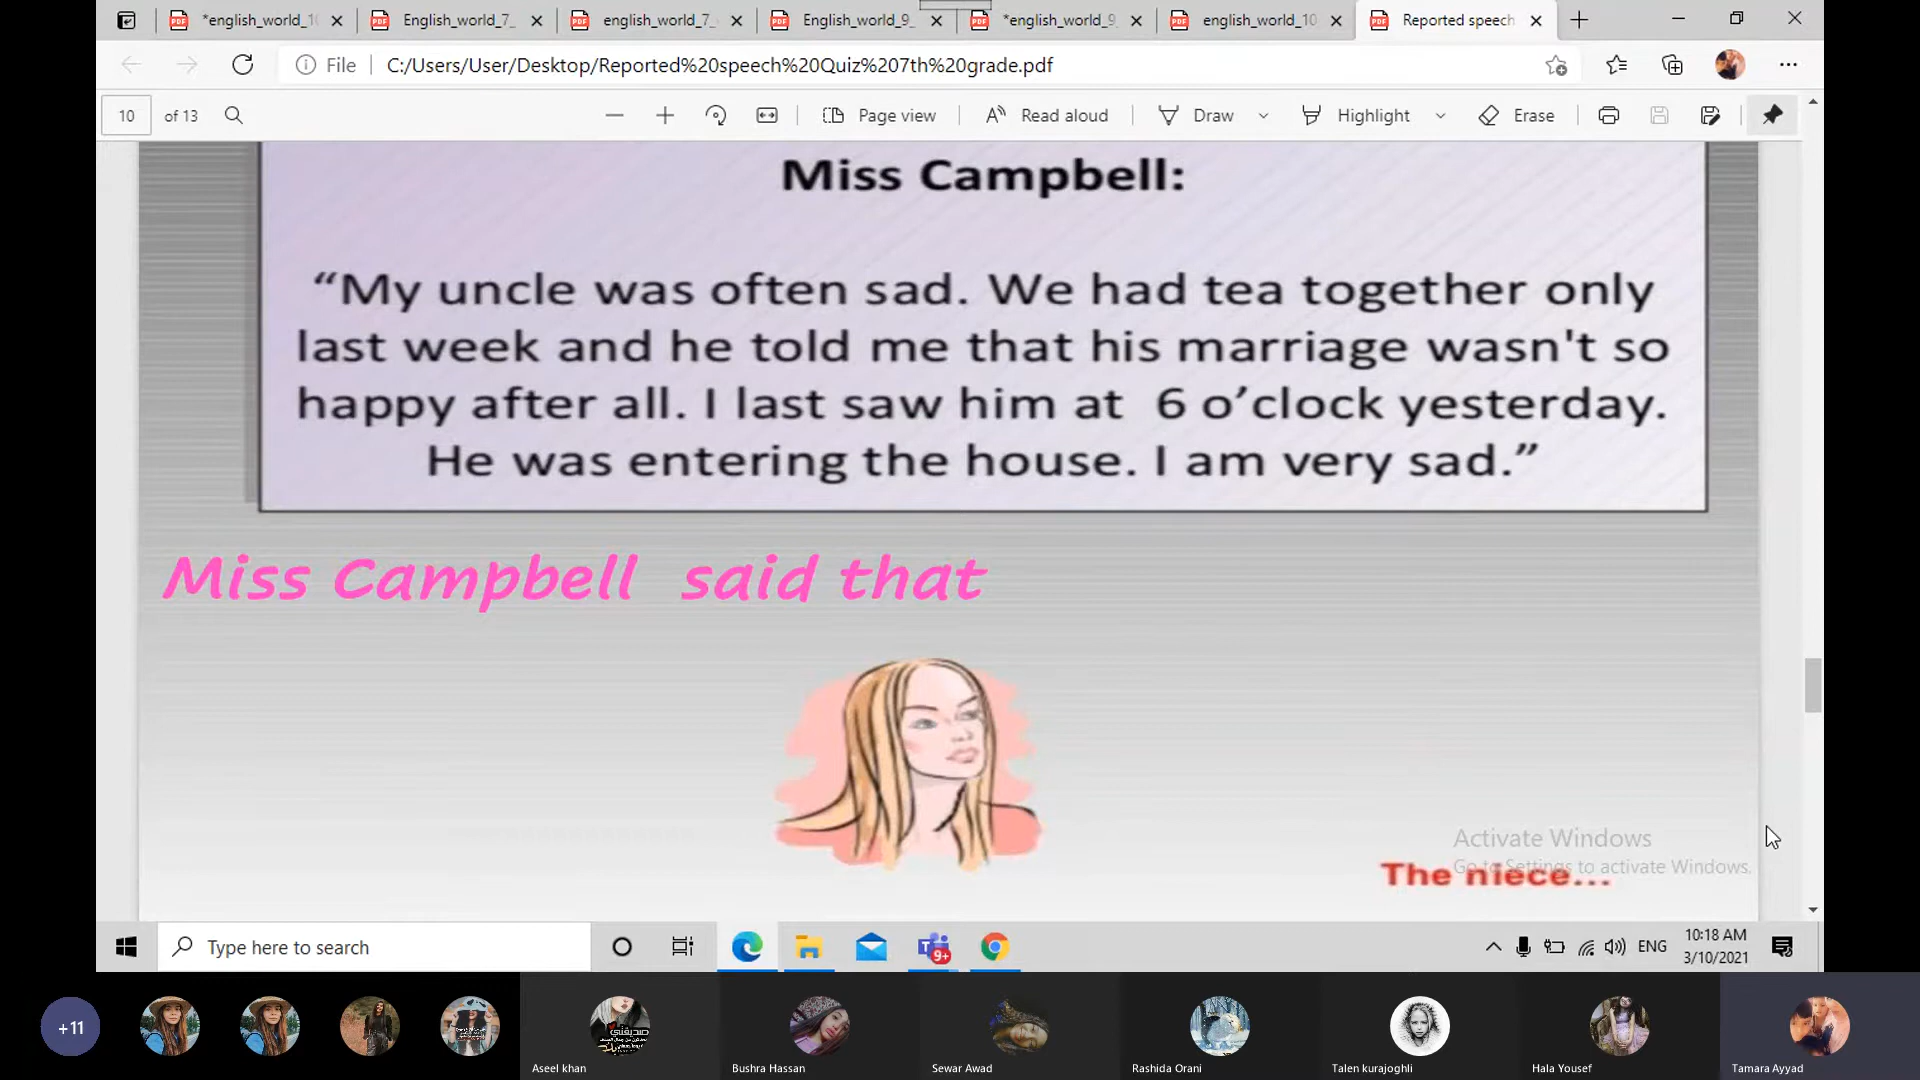 *english_world_10
English_world_7_
english_world_7_
English_world_9_
*english_world_9
english_world_10
Reported speech
File
C:/Users/User/Desktop/Reported%20speech%20Quiz%207th%20grade.pdf
10 of 13
Page view
Read aloud
Draw
Highlight
Erase
Miss Campbell:
“My uncle was often sad. We had tea together only
last week and he told me that his marriage wasn't so
happy after all. I last saw him at 6 o’clock yesterday.
He was entering the house. I am very sad.”
Miss Campbell said that
Activate Windows
Go to Settings to activate Windows.
The niece...
Type here to search
9+
ENG
10:18 AM
3/10/2021
+11
Aseel khan
Bushra Hassan
Sewar Awad
Rashida Orani
Talen kurajoghli
Hala Yousef
Tamara Ayyad